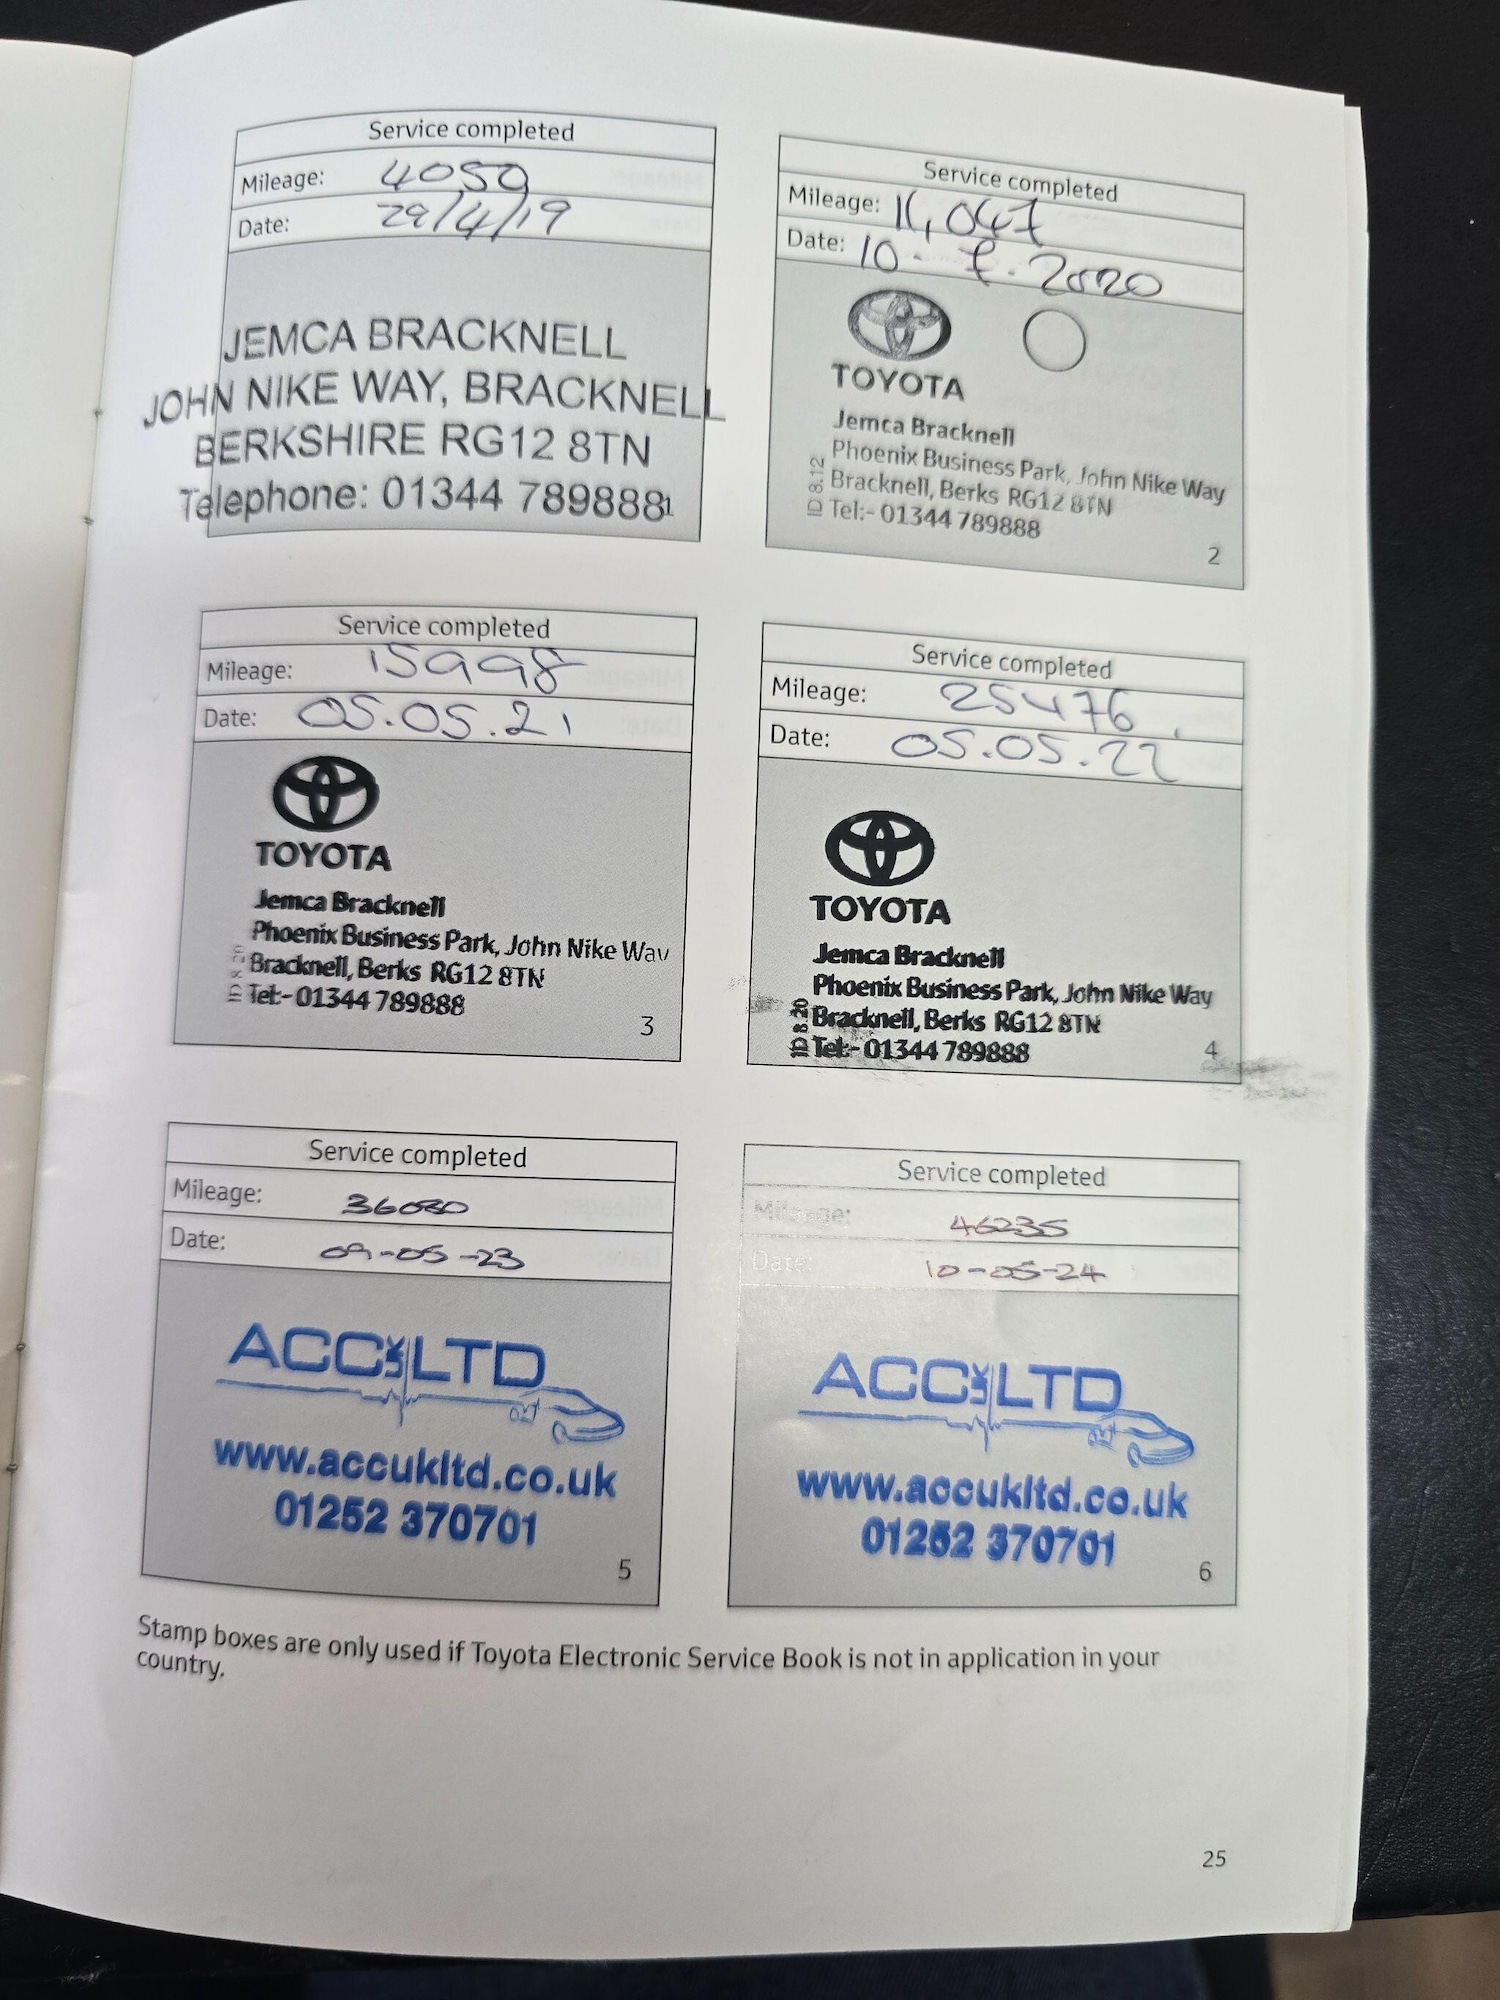 Service completed
Mileage: 4050
Date: 29/4/19
JEMCA BRACKNELL
JOHN NIKE WAY, BRACKNELL
BERKSHIRE RG12 8TN
Telephone: 01344 789888
1
Service completed
Mileage: 11,047
Date: 10. 7. 2020
TOYOTA
Jemca Bracknell
Phoenix Business Park, John Nike Way
Bracknell, Berks RG12 8TN
Tel:- 01344 789888
ID 8.12
2
Service completed
Mileage: 15998
Date: 05.05.21
TOYOTA
Jemca Bracknell
Phoenix Business Park, John Nike Way
Bracknell, Berks RG12 8TN
Tel:- 01344 789888
3
Service completed
Mileage: 25476
Date: 05.05.22
TOYOTA
Jemca Bracknell
Phoenix Business Park, John Nike Way
Bracknell, Berks RG12 8TN
Tel:- 01344 789888
ID 8.20
4
Service completed
Mileage: 36080
Date: 09-05-23
ACC UK LTD
www.accukltd.co.uk
01252 370701
5
Service completed
Mileage: 46235
Date: 10-05-24
ACC UK LTD
www.accukltd.co.uk
01252 370701
6
Stamp boxes are only used if Toyota Electronic Service Book is not in application in your
country.
25